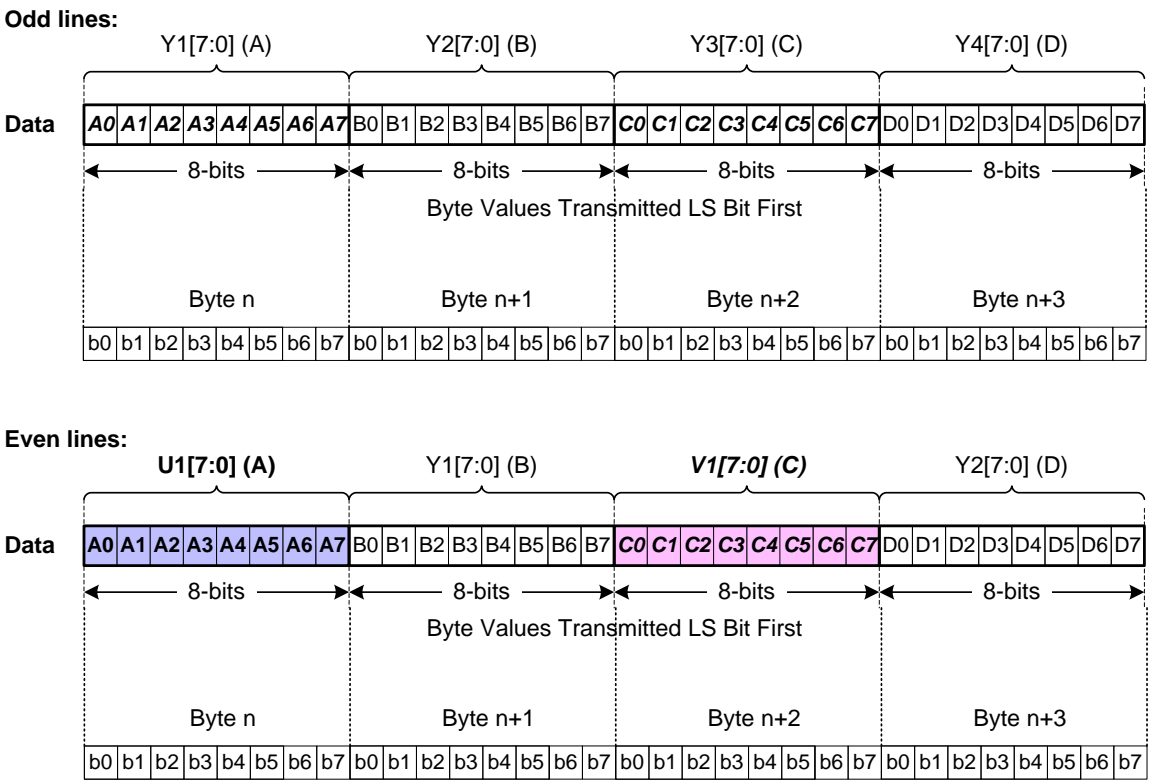 Odd lines:
Y1[7:0] (A) Y2[7:0] (B) Y3[7:0] (C) Y4[7:0] (D)
Data A0 A1 A2 A3 A4 A5 A6 A7 B0 B1 B2 B3 B4 B5 B6 B7 C0 C1 C2 C3 C4 C5 C6 C7 D0 D1 D2 D3 D4 D5 D6 D7
8-bits 8-bits 8-bits 8-bits
Byte Values Transmitted LS Bit First
Byte n Byte n+1 Byte n+2 Byte n+3
b0 b1 b2 b3 b4 b5 b6 b7 b0 b1 b2 b3 b4 b5 b6 b7 b0 b1 b2 b3 b4 b5 b6 b7 b0 b1 b2 b3 b4 b5 b6 b7
Even lines:
U1[7:0] (A) Y1[7:0] (B) V1[7:0] (C) Y2[7:0] (D)
Data A0 A1 A2 A3 A4 A5 A6 A7 B0 B1 B2 B3 B4 B5 B6 B7 C0 C1 C2 C3 C4 C5 C6 C7 D0 D1 D2 D3 D4 D5 D6 D7
8-bits 8-bits 8-bits 8-bits
Byte Values Transmitted LS Bit First
Byte n Byte n+1 Byte n+2 Byte n+3
b0 b1 b2 b3 b4 b5 b6 b7 b0 b1 b2 b3 b4 b5 b6 b7 b0 b1 b2 b3 b4 b5 b6 b7 b0 b1 b2 b3 b4 b5 b6 b7